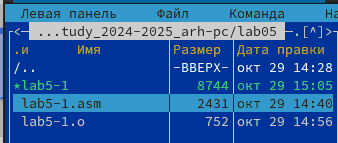 Левая панель Файл Команда
<─ ...tudy_2024-2025_arh-pc/lab05 ─.[^]>
.и Имя Размер Дата правки
/.. -ВВЕРХ- окт 29 14:28
*lab5-1 8744 окт 29 15:05
lab5-1.asm 2431 окт 29 14:40
lab5-1.o 752 окт 29 14:56